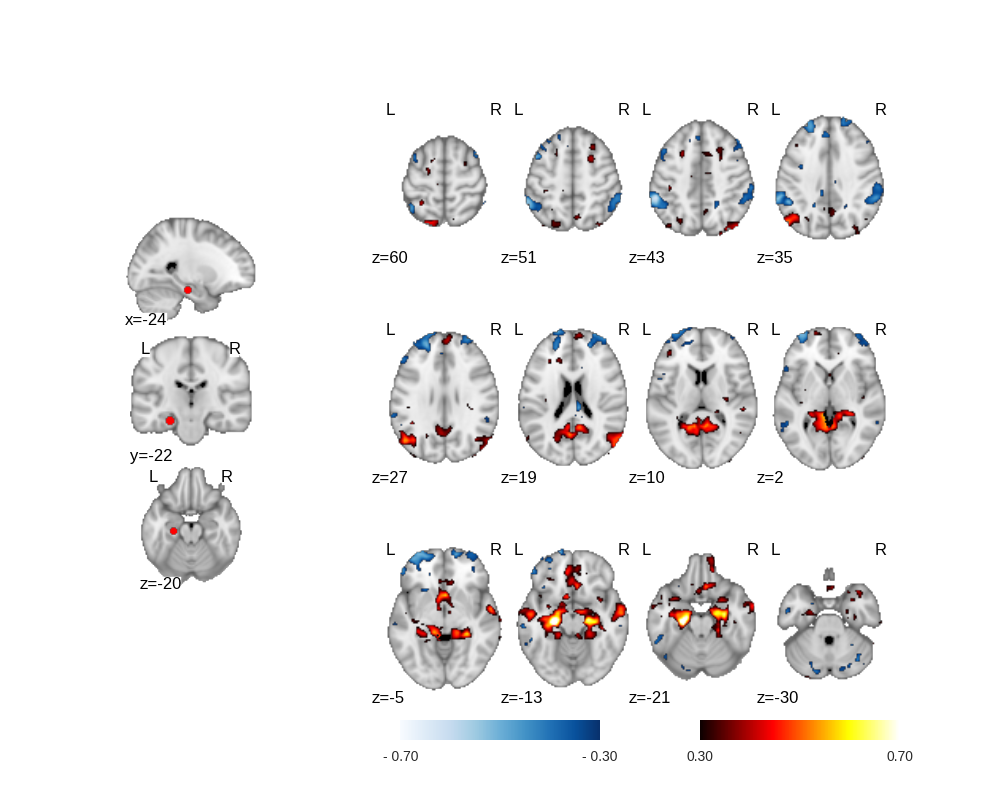 L R L R L R L R
z=60 z=51 z=43 z=35
x=-24
L R
y=-22
L R
z=-20
L R L R L R L R
z=27 z=19 z=10 z=2
L R L R L R L R
z=-5 z=-13 z=-21 z=-30
- 0.70 - 0.30 0.30 0.70